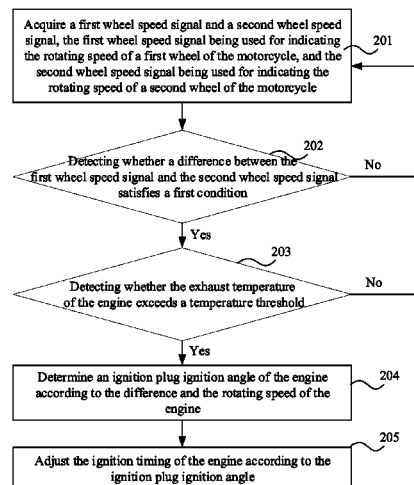 Acquire a first wheel speed signal and a second wheel speed
signal, the first wheel speed signal being used for indicating
the rotating speed of a first wheel of the motorcycle, and the
second wheel speed signal being used for indicating the
rotating speed of a second wheel of the motorcycle
201
202
Detecting whether a difference between the
first wheel speed signal and the second wheel speed signal
satisfies a first condition
No
Yes
203
Detecting whether the exhaust temperature
of the engine exceeds a temperature threshold
No
Yes
Determine an ignition plug ignition angle of the engine
according to the difference and the rotating speed of the
engine
204
205
Adjust the ignition timing of the engine according to the
ignition plug ignition angle